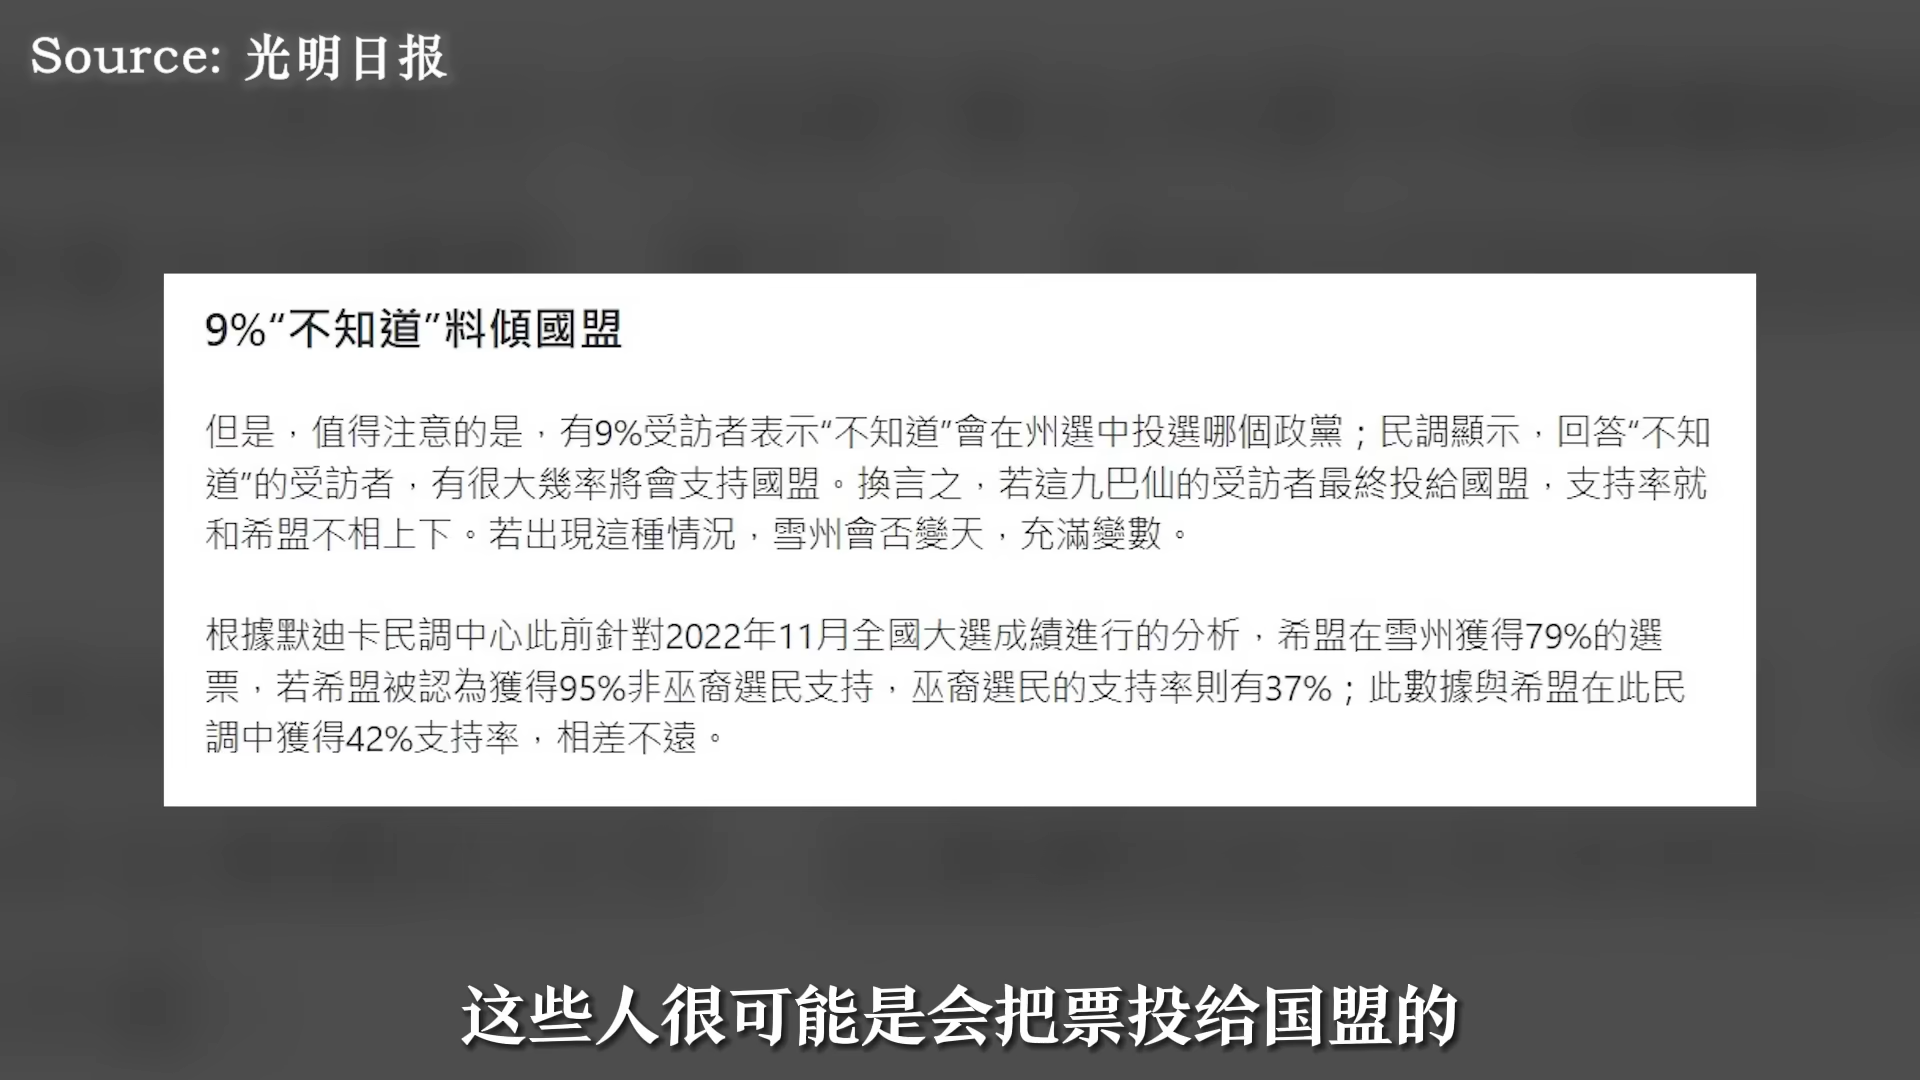 Source: 光明日报
9%“不知道”料傾國盟
但是，值得注意的是，有9%受訪者表示“不知道”會在州選中投選哪個政黨；民調顯示，回答“不知
道”的受訪者，有很大幾率將會支持國盟。換言之，若這九巴仙的受訪者最終投給國盟，支持率就
和希盟不相上下。若出現這種情況，雪州會否變天，充滿變數。
根據默迪卡民調中心此前針對2022年11月全國大選成績進行的分析，希盟在雪州獲得79%的選
票，若希盟被認為獲得95%非巫裔選民支持，巫裔選民的支持率則有37%；此數據與希盟在此民
調中獲得42%支持率，相差不遠。
这些人很可能是会把票投给国盟的